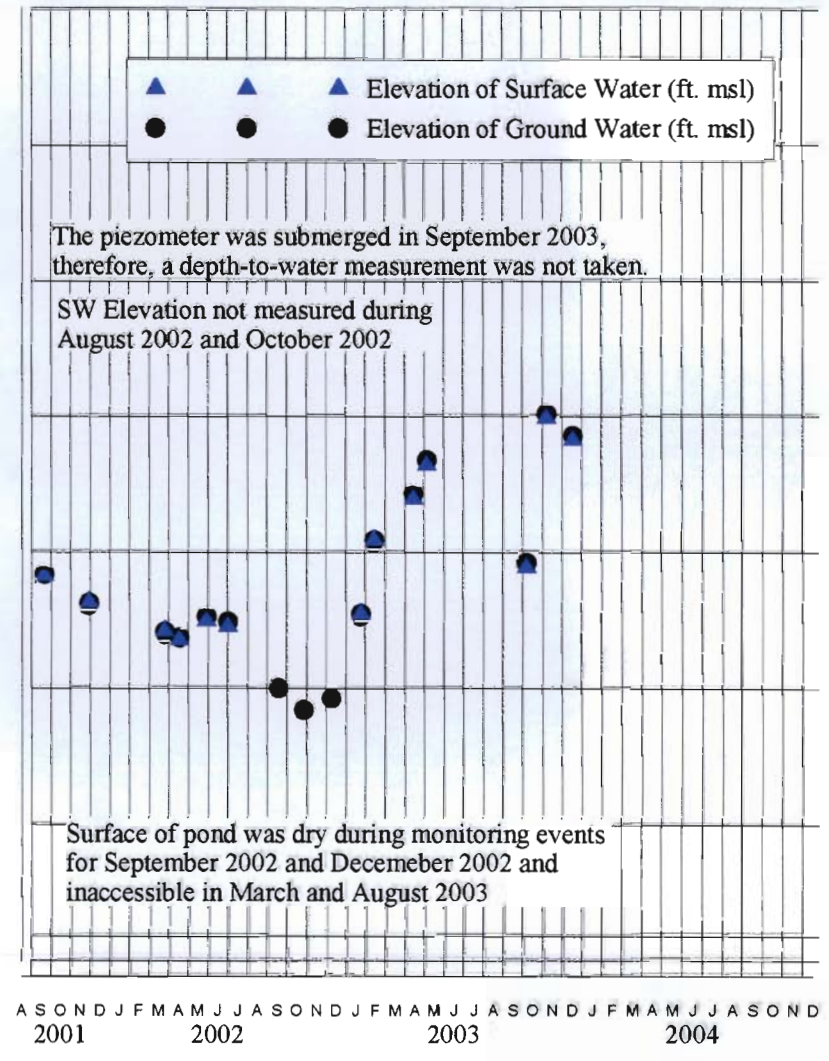 Elevation of Surface Water (ft. msl)
Elevation of Ground Water (ft. msl)
The piezometer was submerged in September 2003,
therefore, a depth-to-water measurement was not taken.
SW Elevation not measured during
August 2002 and October 2002
Surface of pond was dry during monitoring events
for September 2002 and Decemeber 2002 and
inaccessible in March and August 2003
A S O N D J F M A M J J A S O N D J F M A M J J A S O N D J F M A M J J A S O N D
2001 2002 2003 2004